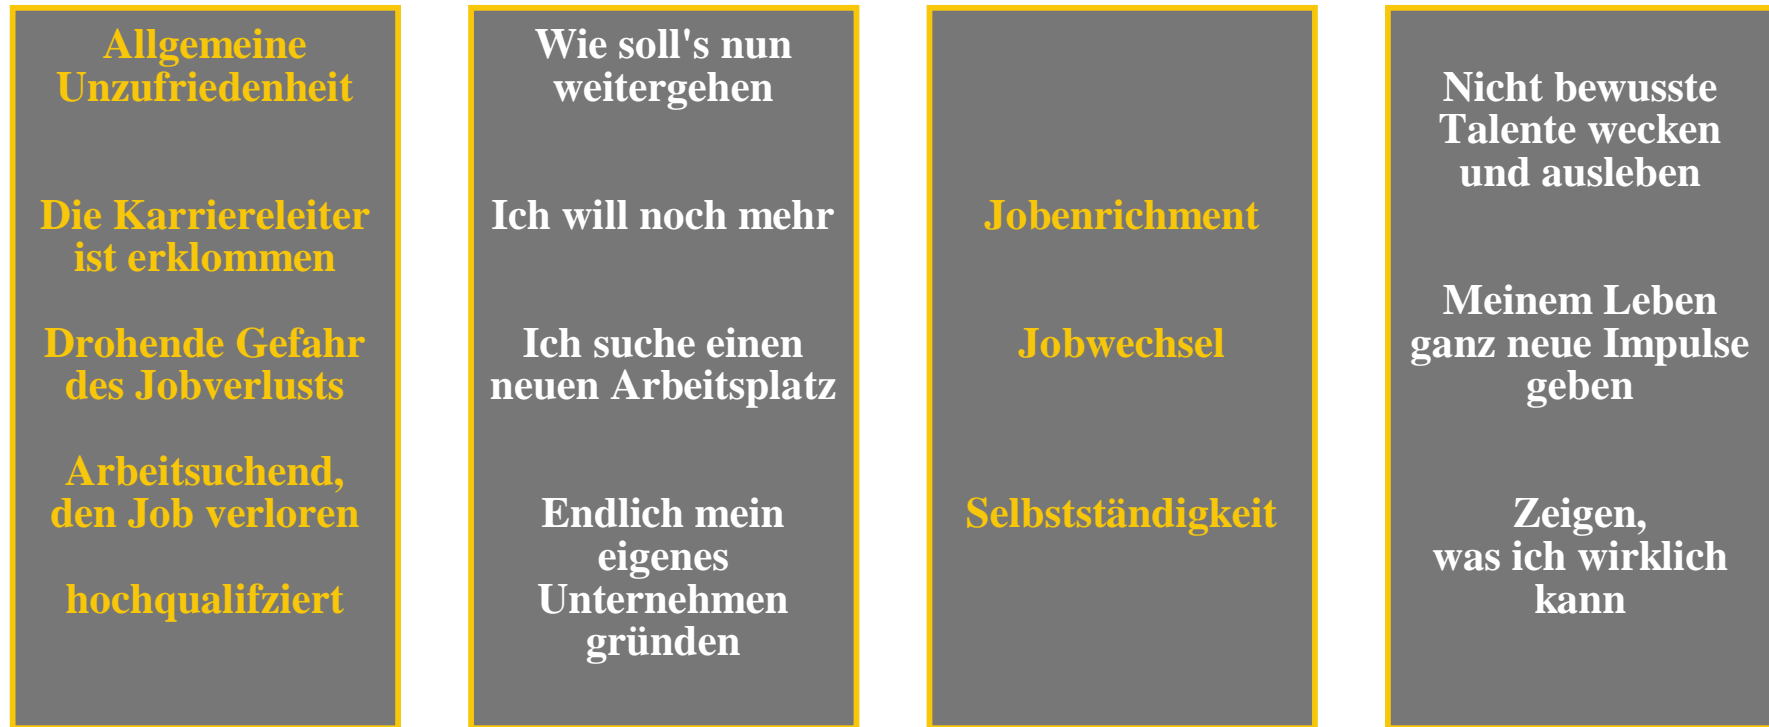 Allgemeine
Unzufriedenheit
Die Karriereleiter
ist erklommen
Drohende Gefahr
des Jobverlusts
Arbeitsuchend,
den Job verloren
hochqualifziert
Wie soll's nun
weitergehen
Ich will noch mehr
Ich suche einen
neuen Arbeitsplatz
Endlich mein
eigenes
Unternehmen
gründen
Jobenrichment
Jobwechsel
Selbstständigkeit
Nicht bewusste
Talente wecken
und ausleben
Meinem Leben
ganz neue Impulse
geben
Zeigen,
was ich wirklich
kann